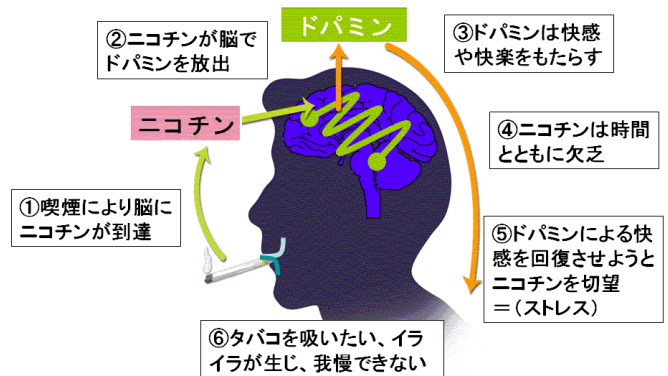 ドパミン
②ニコチンが脳で
ドパミンを放出
③ドパミンは快感
や快楽をもたらす
ニコチン
④ニコチンは時間
とともに欠乏
①喫煙により脳に
ニコチンが到達
⑤ドパミンによる快
感を回復させようと
ニコチンを切望
＝（ストレス）
⑥タバコを吸いたい、イラ
イラが生じ、我慢できない